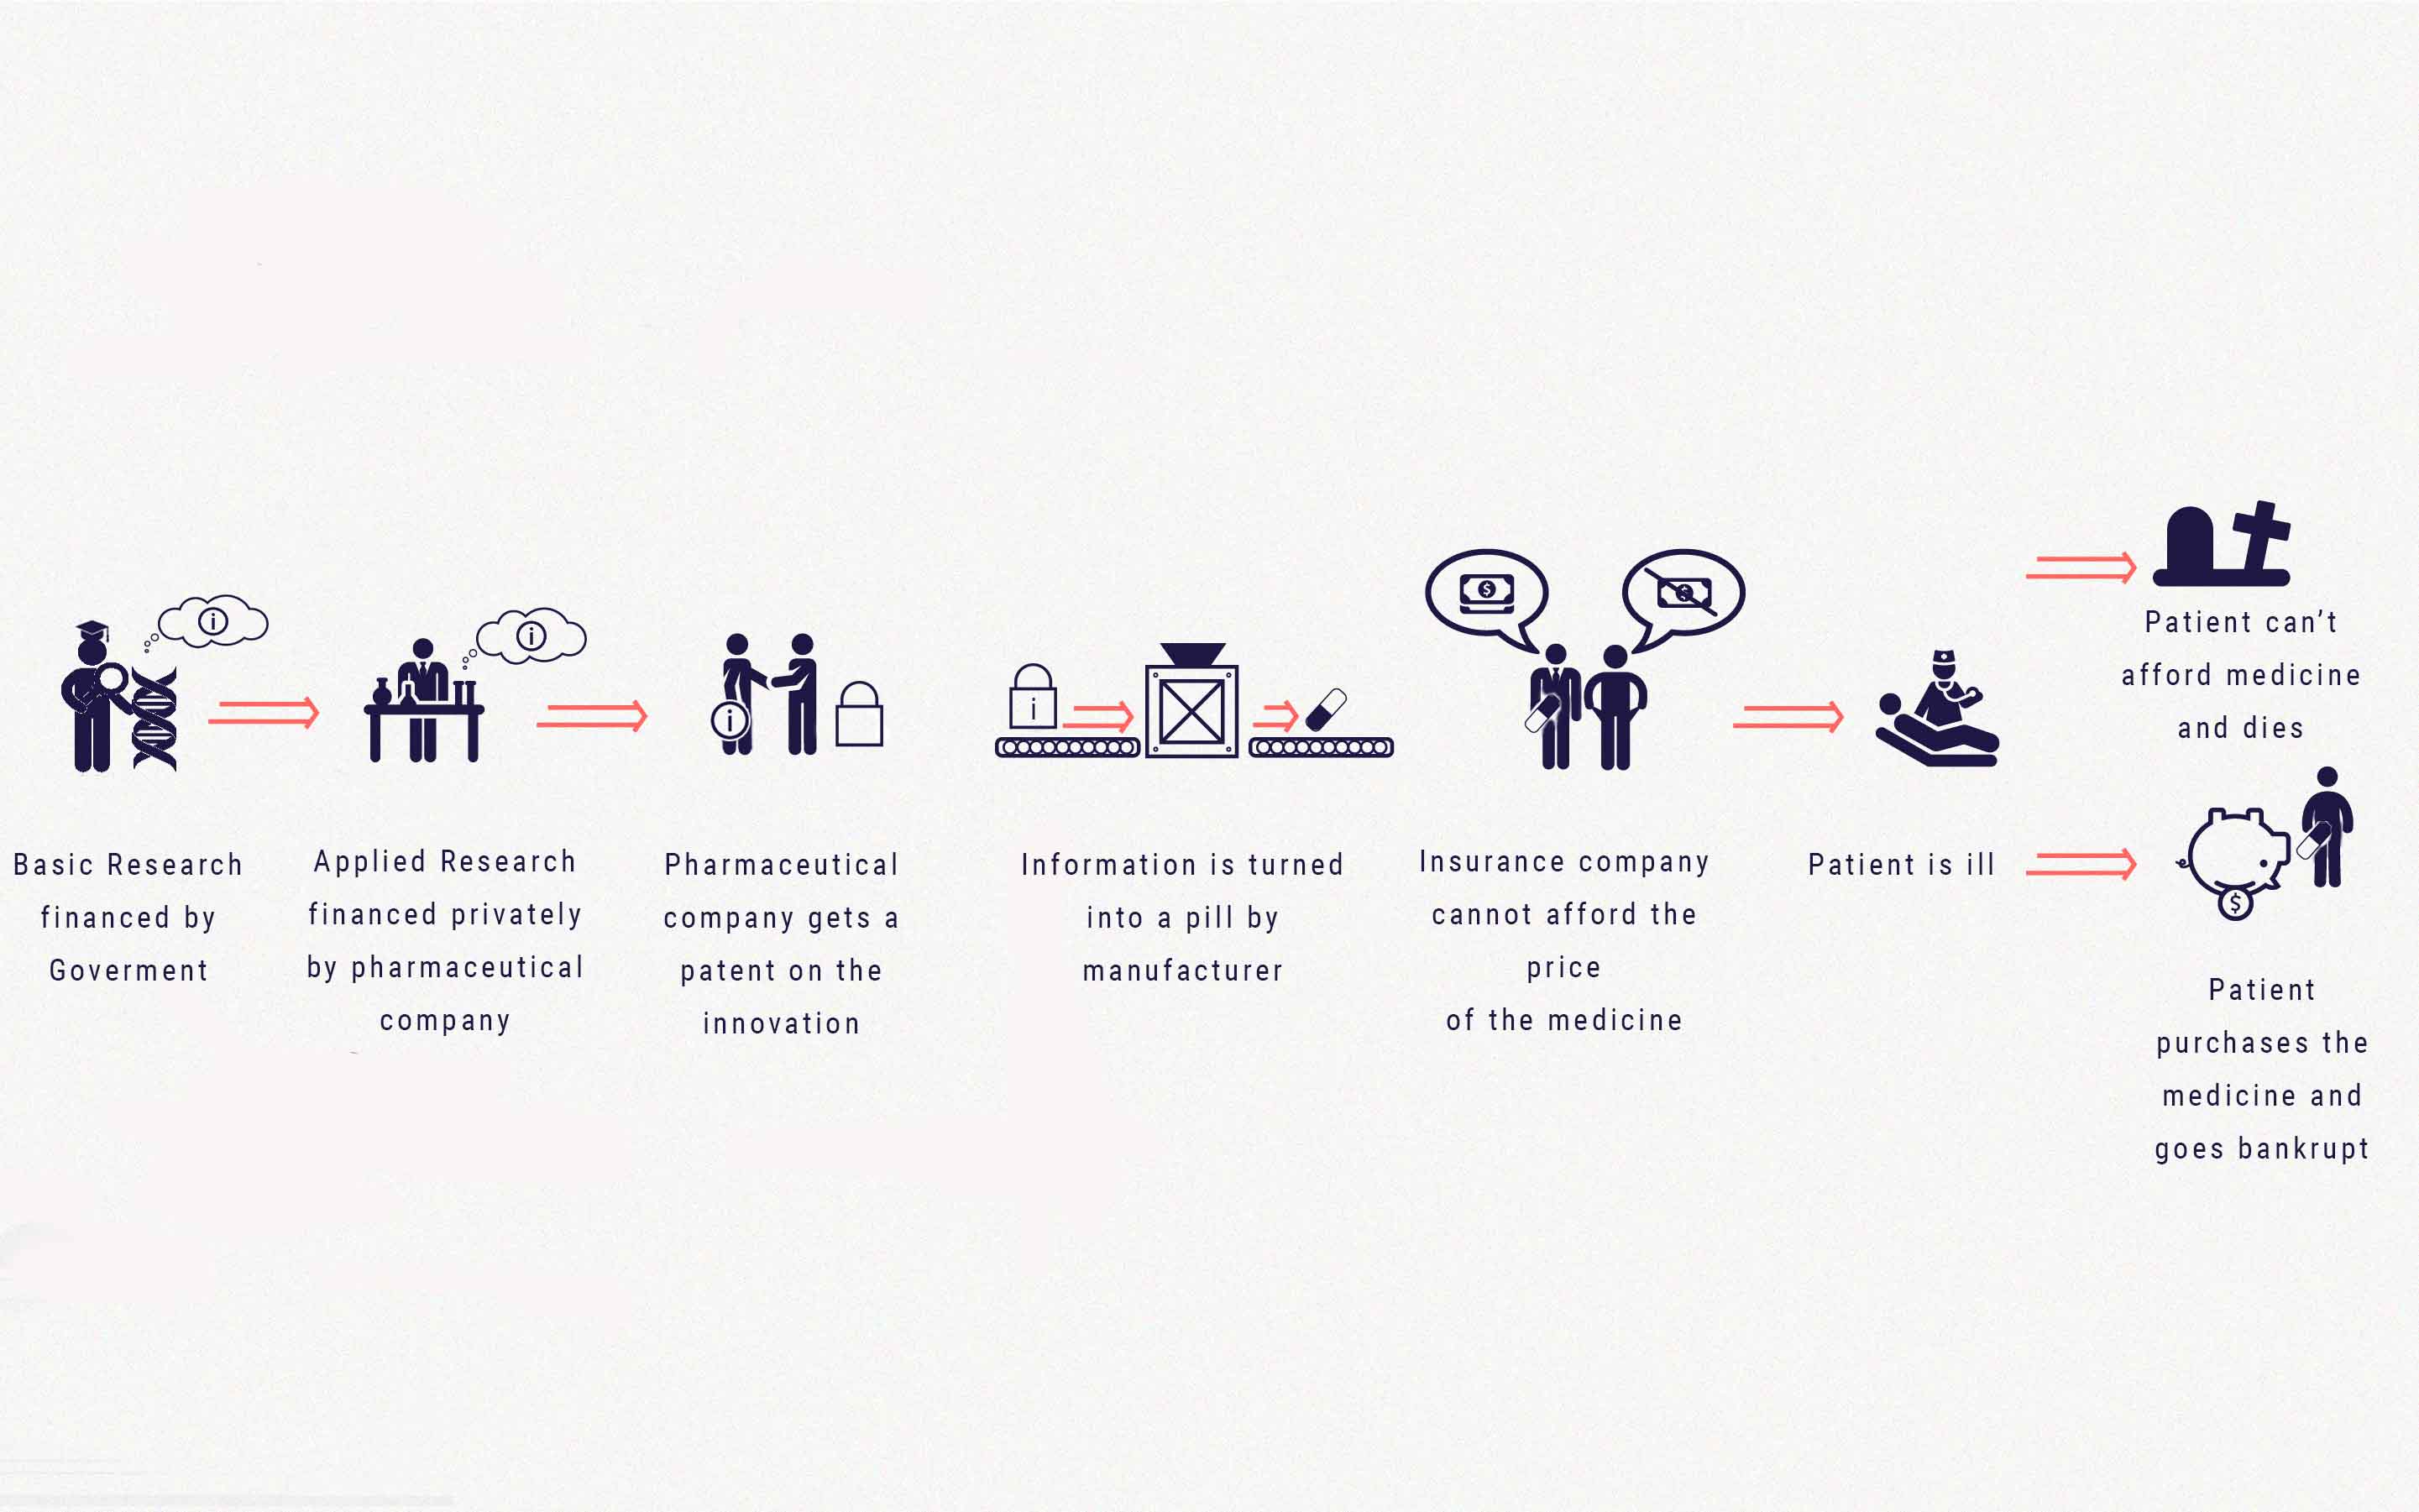 Basic Research
financed by
Goverment
Applied Research
financed privately
by pharmaceutical
company
Pharmaceutical
company gets a
patent on the
innovation
Information is turned
into a pill by
manufacturer
Insurance company
cannot afford the
price
of the medicine
Patient is ill
Patient can’t
afford medicine
and dies
Patient
purchases the
medicine and
goes bankrupt
i
i
i
i
$
$
$